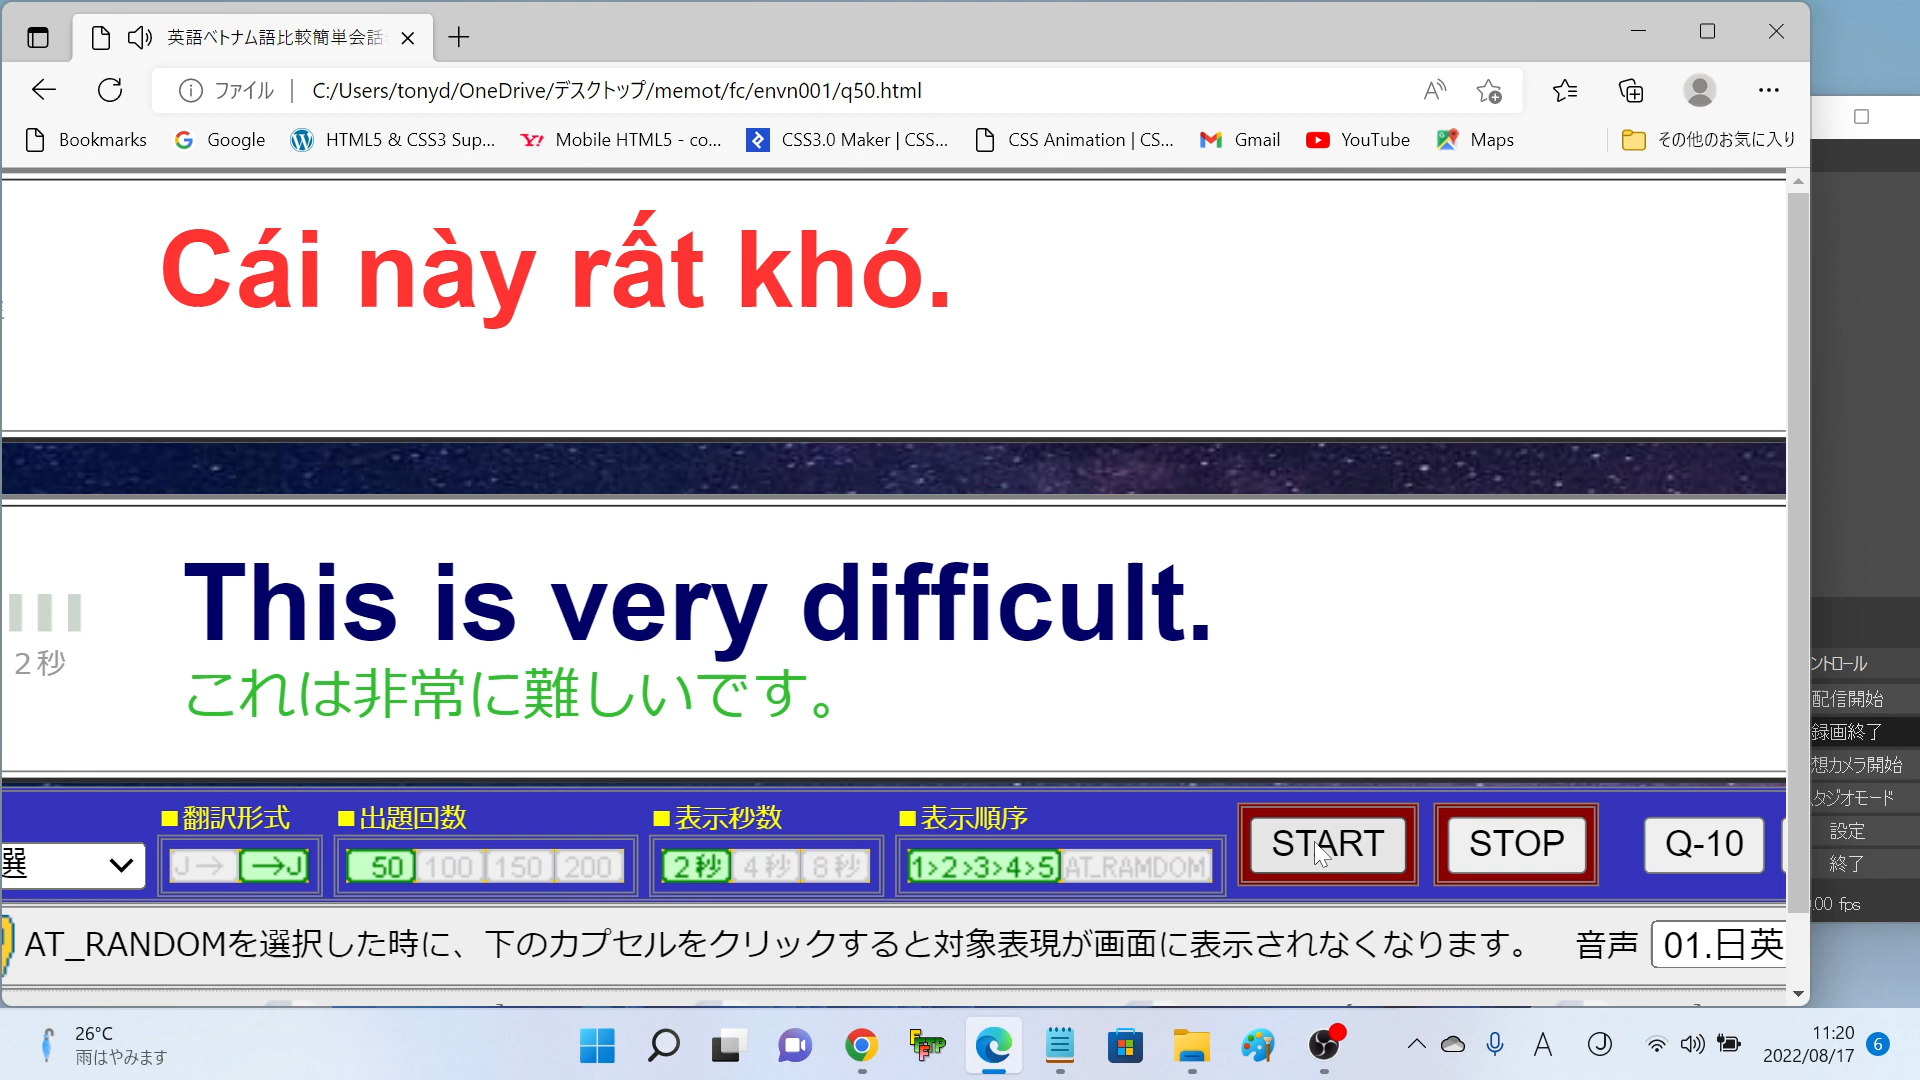 英語ベトナム語比較簡単会話
ファイル
C:/Users/tonyd/OneDrive/デスクトップ/memot/fc/envn001/q50.html
Bookmarks Google HTML5 & CSS3 Sup... Mobile HTML5 - co... CSS3.0 Maker | CSS... CSS Animation | CS... Gmail YouTube Maps その他のお気に入り
Cái này rất khó.
This is very difficult.
2秒
これは非常に難しいです。
ントロール
配信開始
録画終了
想カメラ開始
タジオモード
設定
終了
.00 fps
■翻訳形式 ■出題回数 ■表示秒数 ■表示順序
選 J→ →J 50 100 150 200 2秒 4秒 8秒 1>2>3>4>5 AT_RAMDOM START STOP Q-10
AT_RANDOMを選択した時に、下のカプセルをクリックすると対象表現が画面に表示されなくなります。 音声 01.日英
26°C
雨はやみます
A J
11:20
2022/08/17
6